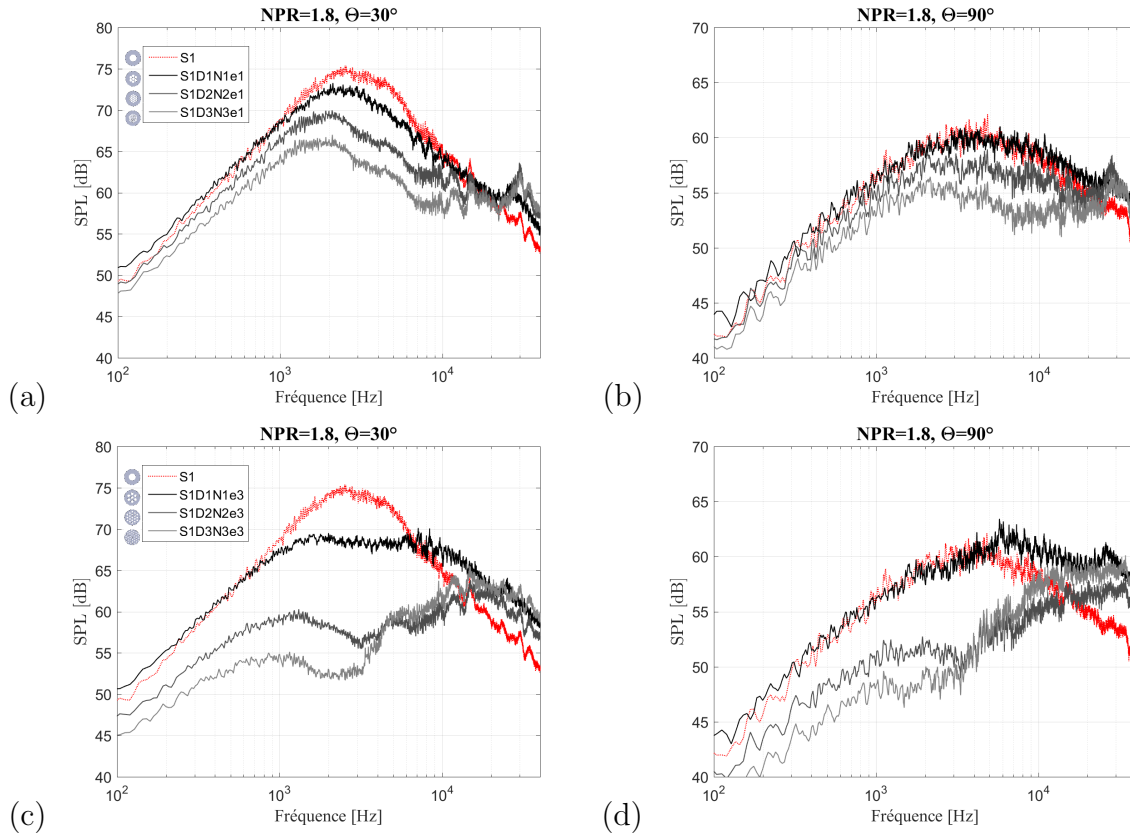 NPR=1.8, Θ=30°
80
75
70
65
60
55
50
45
40
SPL [dB]
S1
S1D1N1e1
S1D2N2e1
S1D3N3e1
10² 10³ 10⁴
Fréquence [Hz]
(a)
NPR=1.8, Θ=90°
70
65
60
55
50
45
40
SPL [dB]
10² 10³ 10⁴
Fréquence [Hz]
(b)
NPR=1.8, Θ=30°
80
75
70
65
60
55
50
45
40
SPL [dB]
S1
S1D1N1e3
S1D2N2e3
S1D3N3e3
10² 10³ 10⁴
Fréquence [Hz]
(c)
NPR=1.8, Θ=90°
70
65
60
55
50
45
40
SPL [dB]
10² 10³ 10⁴
Fréquence [Hz]
(d)